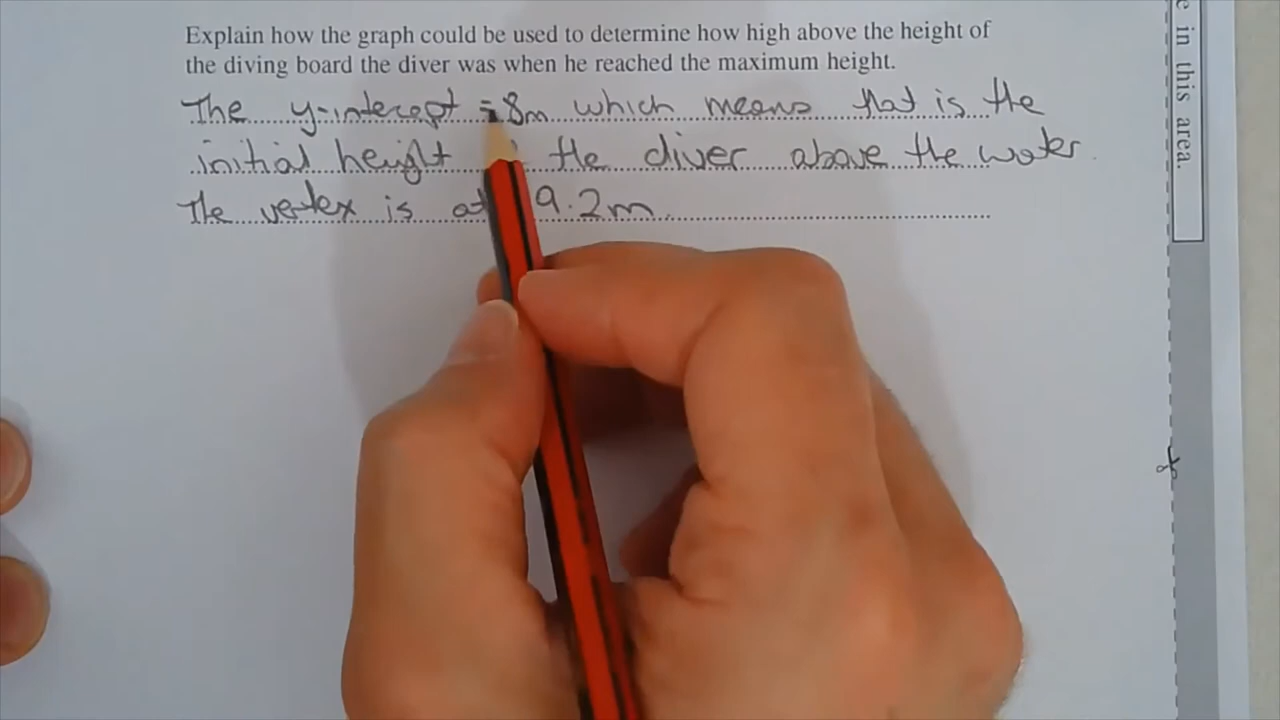 Explain how the graph could be used to determine how high above the height of
the diving board the diver was when he reached the maximum height.
The y-intercept = 8m which means that is the
initial height the diver above the water.
The vertex is at 9.2m
e in this area.